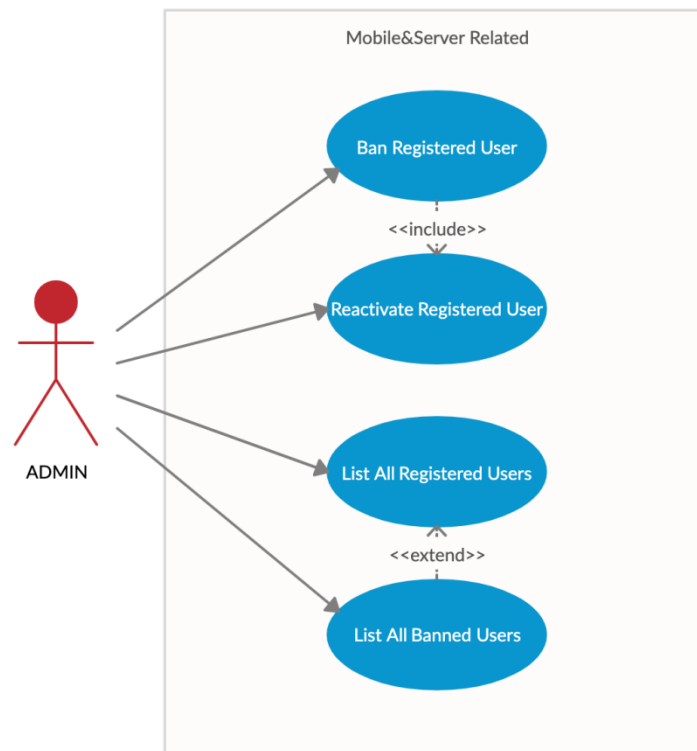 Mobile&Server Related
Ban Registered User
<<include>>
Reactivate Registered User
List All Registered Users
ADMIN
<<extend>>
List All Banned Users